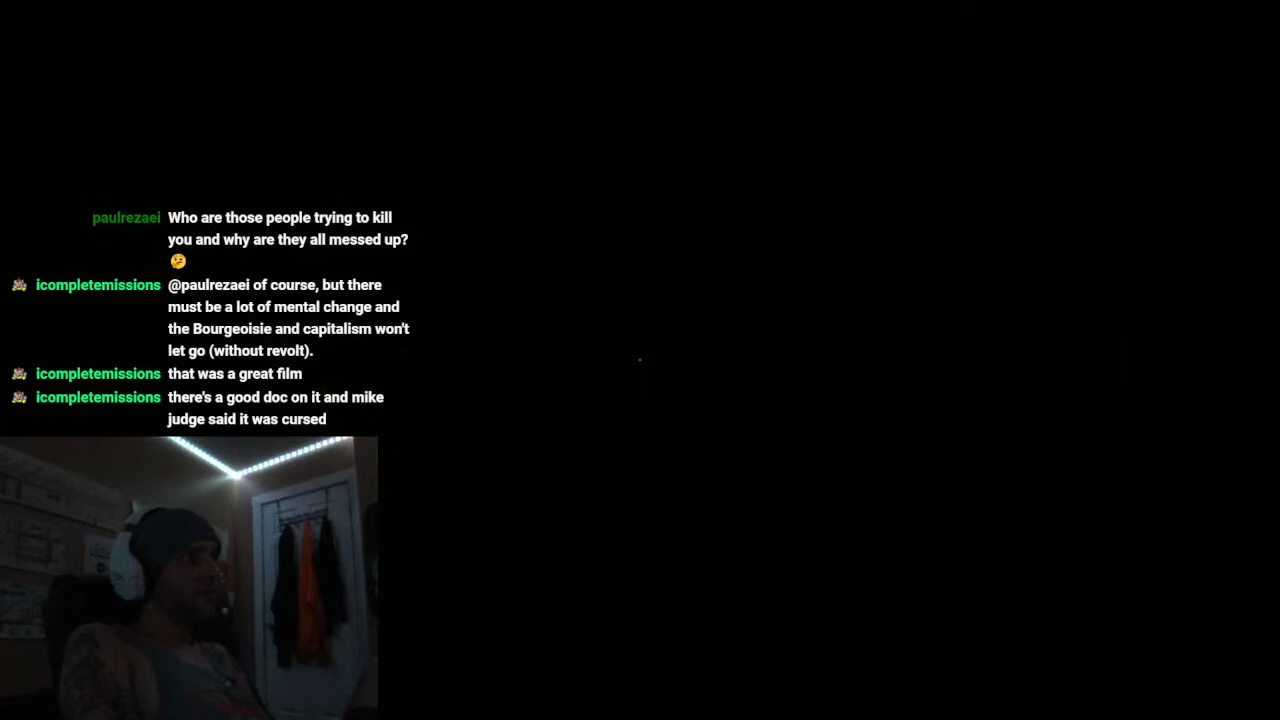 paulrezaei Who are those people trying to kill
you and why are they all messed up?
🤔
icompletemissions @paulrezaei of course, but there
must be a lot of mental change and
the Bourgeoisie and capitalism won't
let go (without revolt).
icompletemissions that was a great film
icompletemissions there's a good doc on it and mike
judge said it was cursed